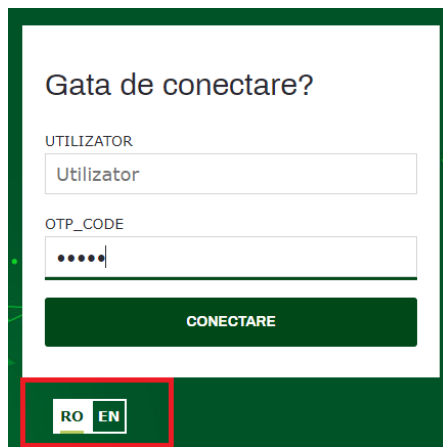 Gata de conectare?
UTILIZATOR
Utilizator
OTP_CODE
•••••
CONECTARE
RO EN